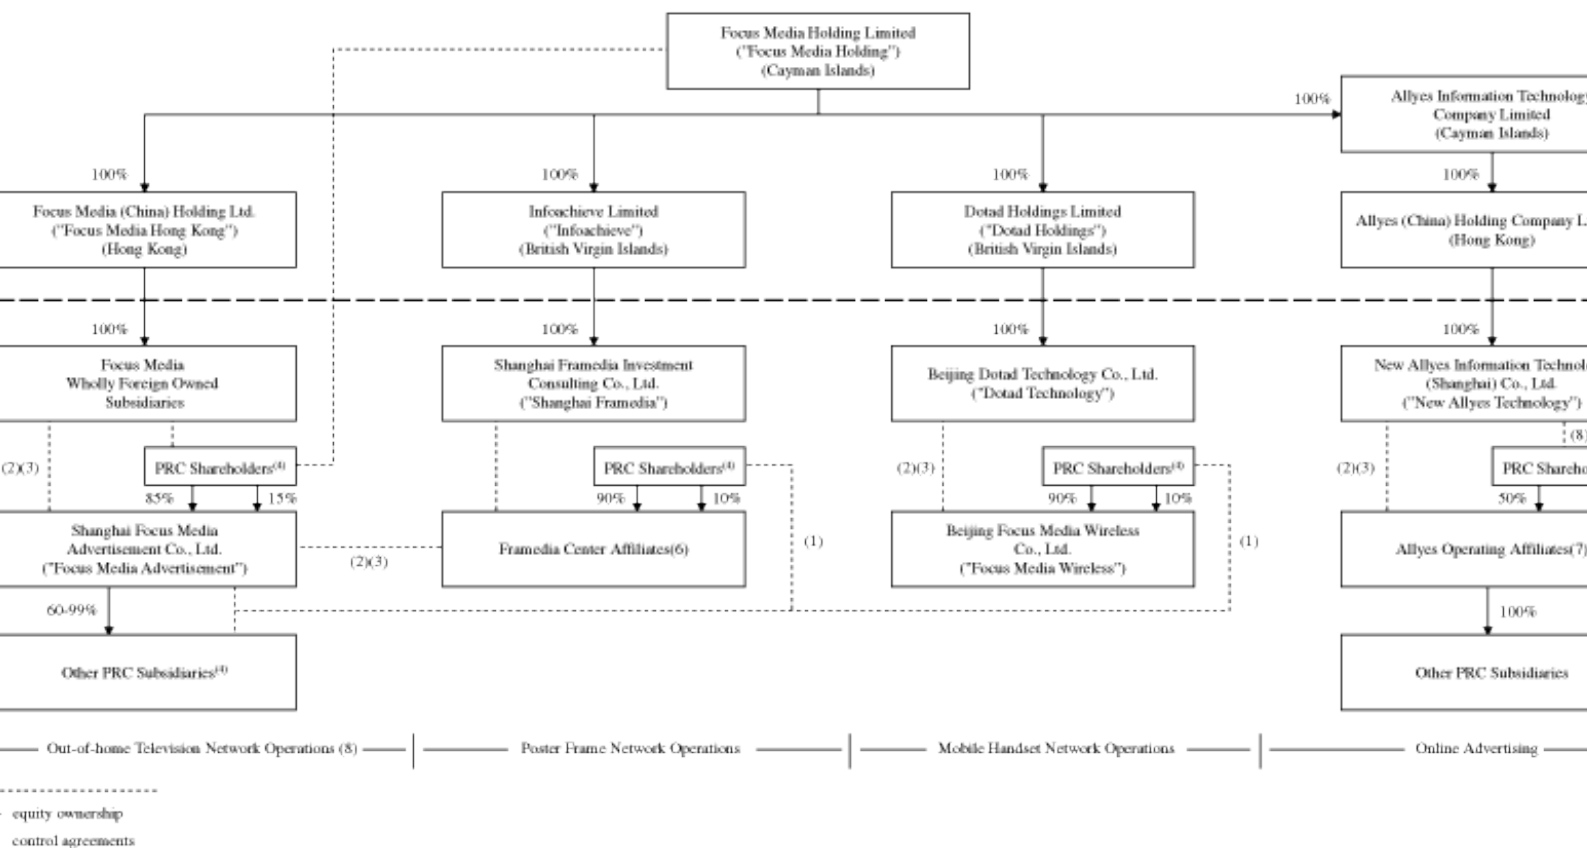 Focus Media Holding Limited
("Focus Media Holding")
(Cayman Islands)
100%
Allyes Information Technology
Company Limited
(Cayman Islands)
100%
100%
100%
100%
Focus Media (China) Holding Ltd.
("Focus Media Hong Kong")
(Hong Kong)
Infoachieve Limited
("Infoachieve")
(British Virgin Islands)
Dotad Holdings Limited
("Dotad Holdings")
(British Virgin Islands)
Allyes (China) Holding Company L
(Hong Kong)
100%
100%
100%
100%
Focus Media
Wholly Foreign Owned
Subsidiaries
Shanghai Framedia Investment
Consulting Co., Ltd.
("Shanghai Framedia")
Beijing Dotad Technology Co., Ltd.
("Dotad Technology")
New Allyes Information Technolo
(Shanghai) Co., Ltd.
("New Allyes Technology")
(8)
(2)(3)
PRC Shareholders(4)
PRC Shareholders(4)
(2)(3)
PRC Shareholders(4)
(2)(3)
PRC Shareho
85%
15%
90%
10%
90%
10%
50%
Shanghai Focus Media
Advertisement Co., Ltd.
("Focus Media Advertisement")
(2)(3)
Framedia Center Affiliates(6)
(1)
Beijing Focus Media Wireless
Co., Ltd.
("Focus Media Wireless")
(1)
Allyes Operating Affiliates(7)
60-99%
100%
Other PRC Subsidiaries(4)
Other PRC Subsidiaries
Out-of-home Television Network Operations (8)
Poster Frame Network Operations
Mobile Handset Network Operations
Online Advertising
equity ownership
control agreements